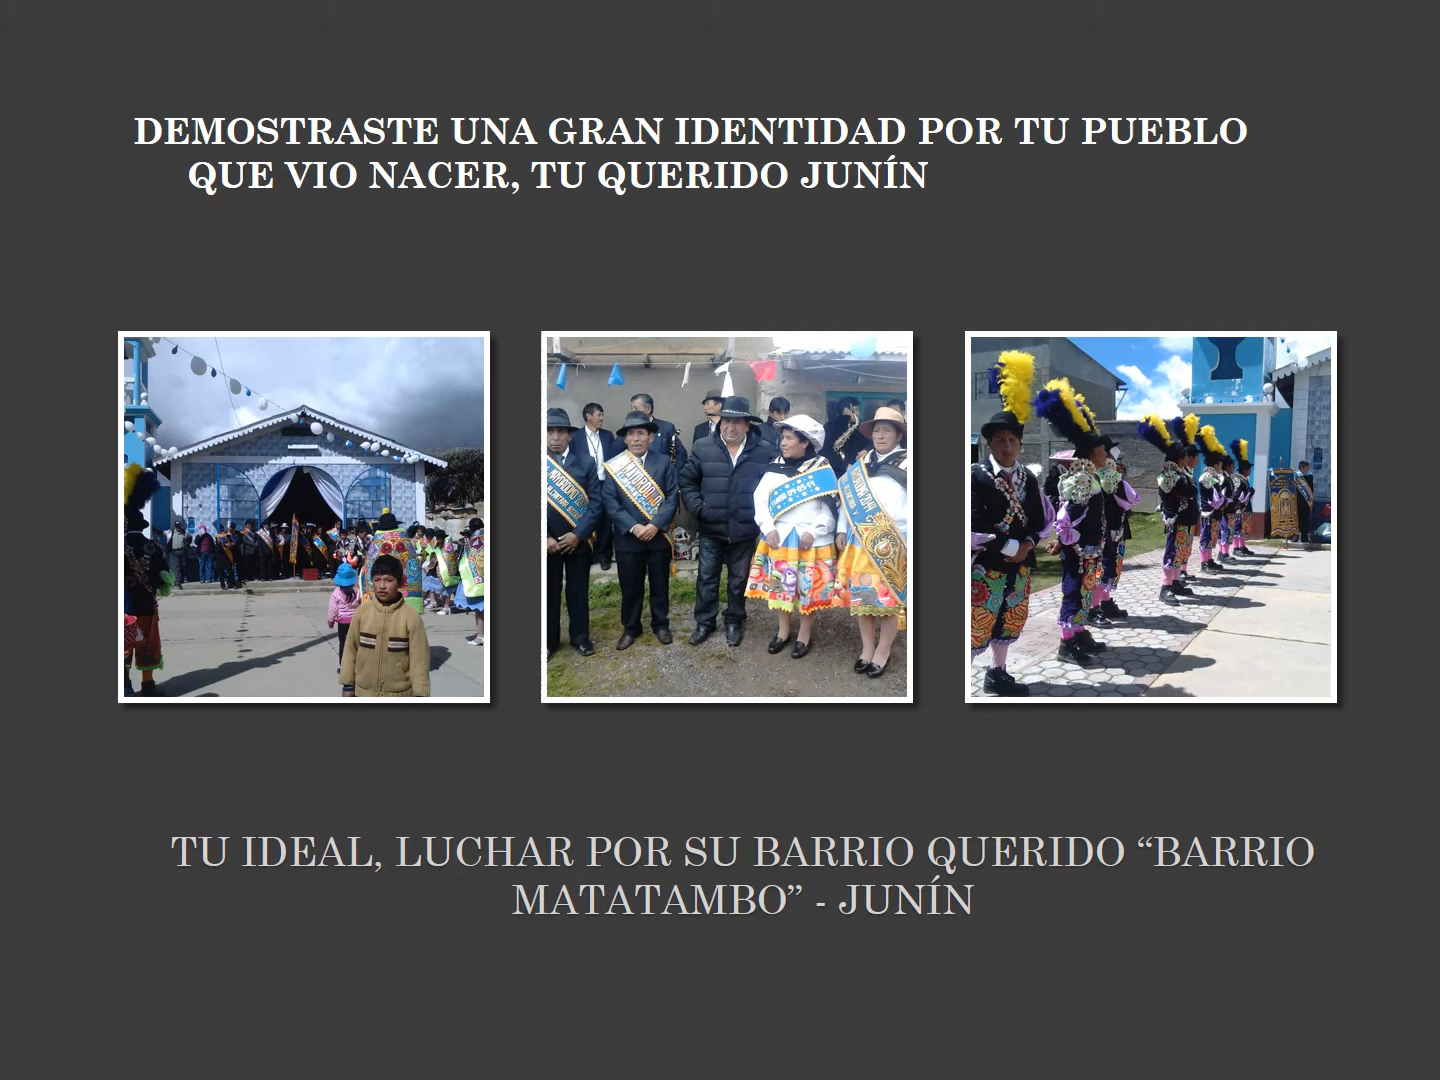 DEMOSTRASTE UNA GRAN IDENTIDAD POR TU PUEBLO
QUE VIO NACER, TU QUERIDO JUNÍN
TU IDEAL, LUCHAR POR SU BARRIO QUERIDO “BARRIO
MATATAMBO” - JUNÍN